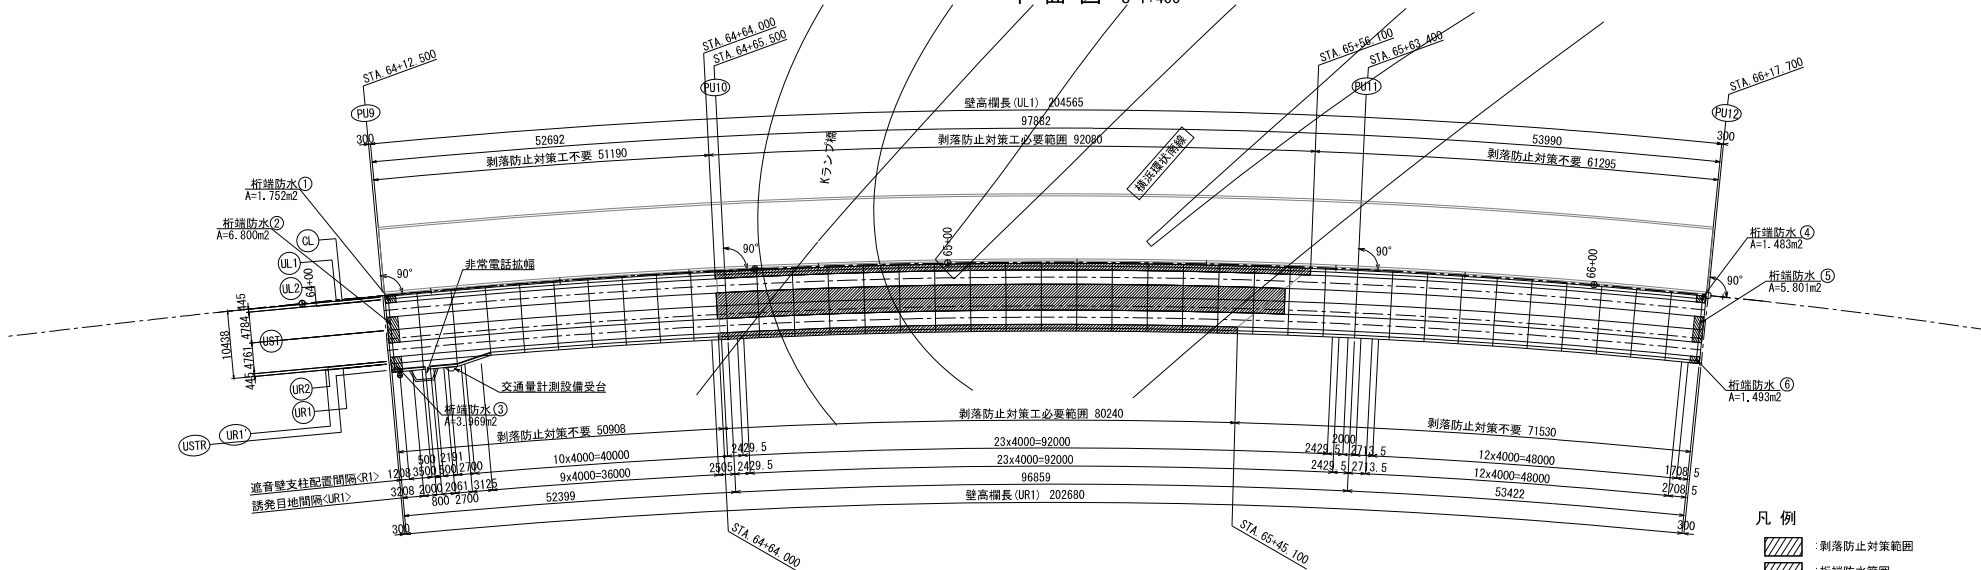 STA.64+12.500
STA.64+64.000
STA.64+65.500
STA.65+56.100
STA.65+63.400
STA.66+17.700
PU9
PU10
PU11
PU12
壁高欄長(UL1) 204565
300
52692
97882
53990
300
剥落防止対策工不要 51190
剥落防止対策工必要範囲 92080
剥落防止対策不要 61295
Kランプ橋
横浜環状南線
桁端防水①
A=1.752m2
桁端防水②
A=6.800m2
CL
UL1
UL2
64+00
90°
非常電話拡幅
90°
65+00
90°
66+00
90°
桁端防水 ④
A=1.483m2
桁端防水 ⑤
A=5.801m2
445
4784
10438
4761
445
UST
UR2
UR1
UR1'
USTR
交通量計測設備受台
桁端防水③
A=3.969m2
桁端防水 ⑥
A=1.493m2
剥落防止対策不要 50908
剥落防止対策工必要範囲 80240
剥落防止対策不要 71530
遮音壁支柱配置間隔<R1>
1208
3500
500
2191
500
2700
10x4000=40000
2429.5
23x4000=92000
2429.5
2000
2713.5
12x4000=48000
1708.5
誘発目地間隔<UR1>
3208
2000
800
2061
2700
3125
9x4000=36000
2505
2429.5
23x4000=92000
2429.5
2713.5
12x4000=48000
2708.5
52399
96859
53422
300
壁高欄長(UR1) 202680
300
STA.64+64.000
STA.65+45.100
凡 例
:剥落防止対策範囲